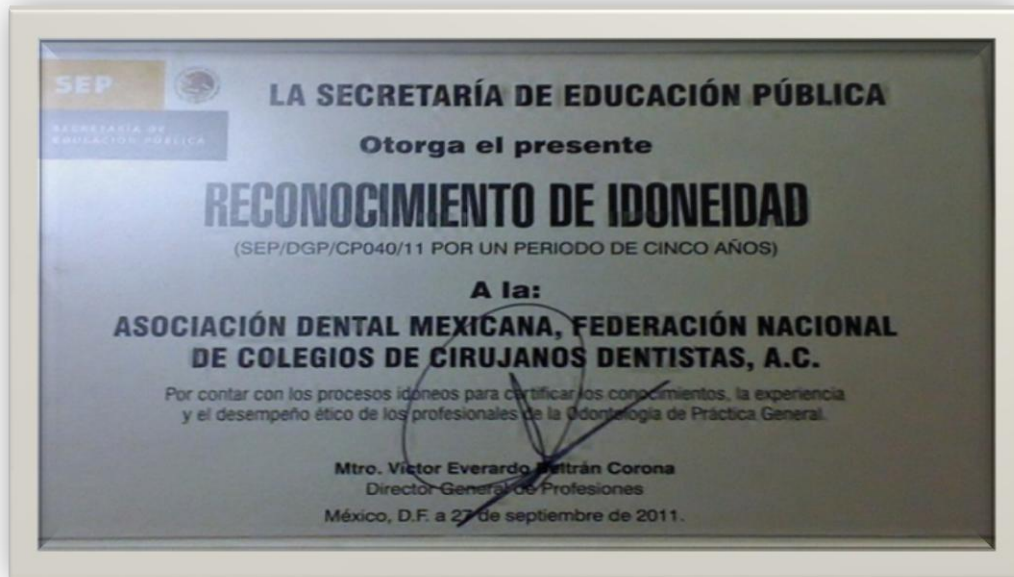 SEP
SECRETARÍA DE
EDUCACIÓN PÚBLICA
LA SECRETARÍA DE EDUCACIÓN PÚBLICA
Otorga el presente
RECONOCIMIENTO DE IDONEIDAD
(SEP/DGP/CP040/11 POR UN PERIODO DE CINCO AÑOS)
A la:
ASOCIACIÓN DENTAL MEXICANA, FEDERACIÓN NACIONAL
DE COLEGIOS DE CIRUJANOS DENTISTAS, A.C.
Por contar con los procesos idóneos para certificar los conocimientos, la experiencia
y el desempeño ético de los profesionales de la Odontología de Práctica General.
Mtro. Víctor Everardo Beltrán Corona
Director General de Profesiones
México, D.F. a 27 de septiembre de 2011.